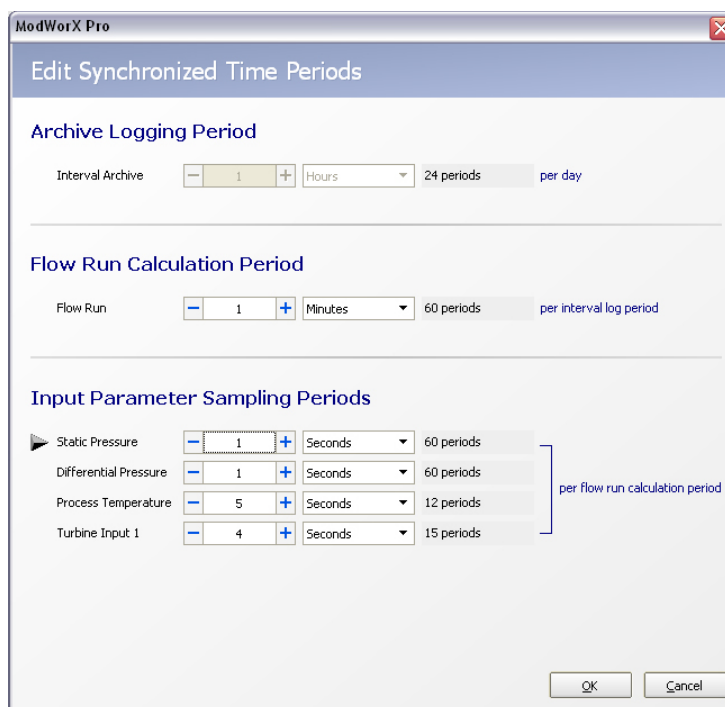 ModWorX Pro
Edit Synchronized Time Periods
Archive Logging Period
Interval Archive − 1 + Hours 24 periods per day
Flow Run Calculation Period
Flow Run − 1 + Minutes 60 periods per interval log period
Input Parameter Sampling Periods
Static Pressure − 1 + Seconds 60 periods
Differential Pressure − 1 + Seconds 60 periods
per flow run calculation period
Process Temperature − 5 + Seconds 12 periods
Turbine Input 1 − 4 + Seconds 15 periods
OK Cancel